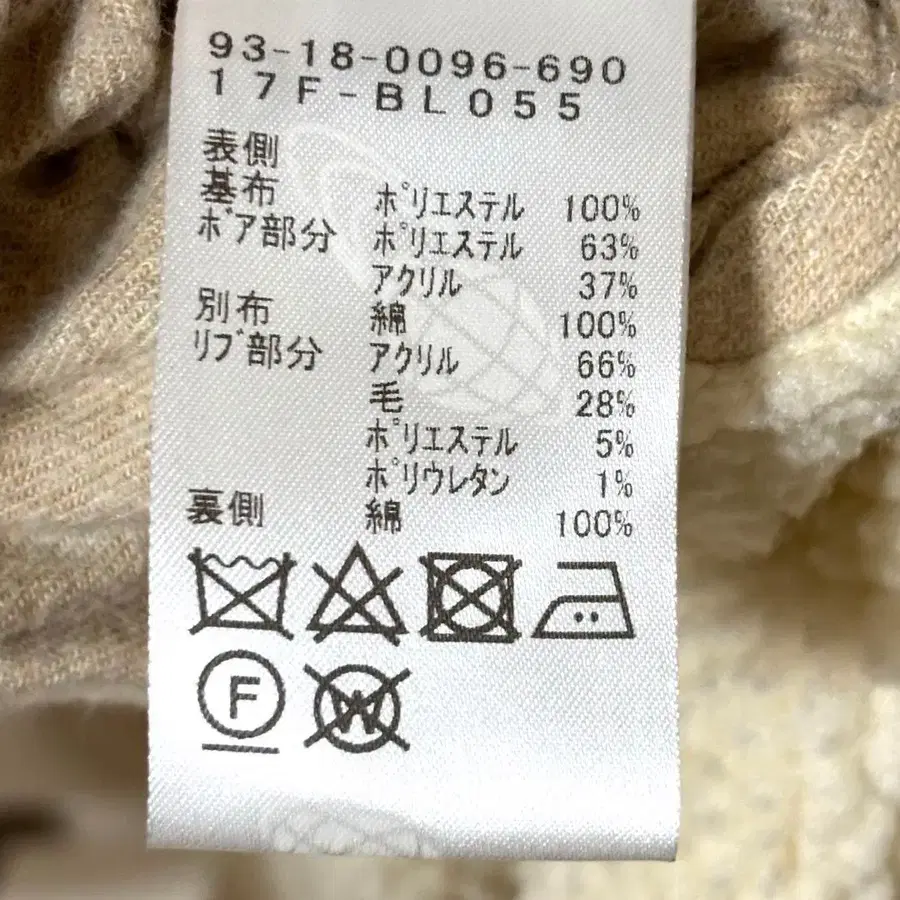 93-18-0096-690
17F-BL055
表側
基布 ポリエステル 100%
ボア部分 ポリエステル 63%
アクリル 37%
別布 綿 100%
リブ部分 アクリル 66%
毛 28%
ポリエステル 5%
ポリウレタン 1%
裏側 綿 100%
F
W